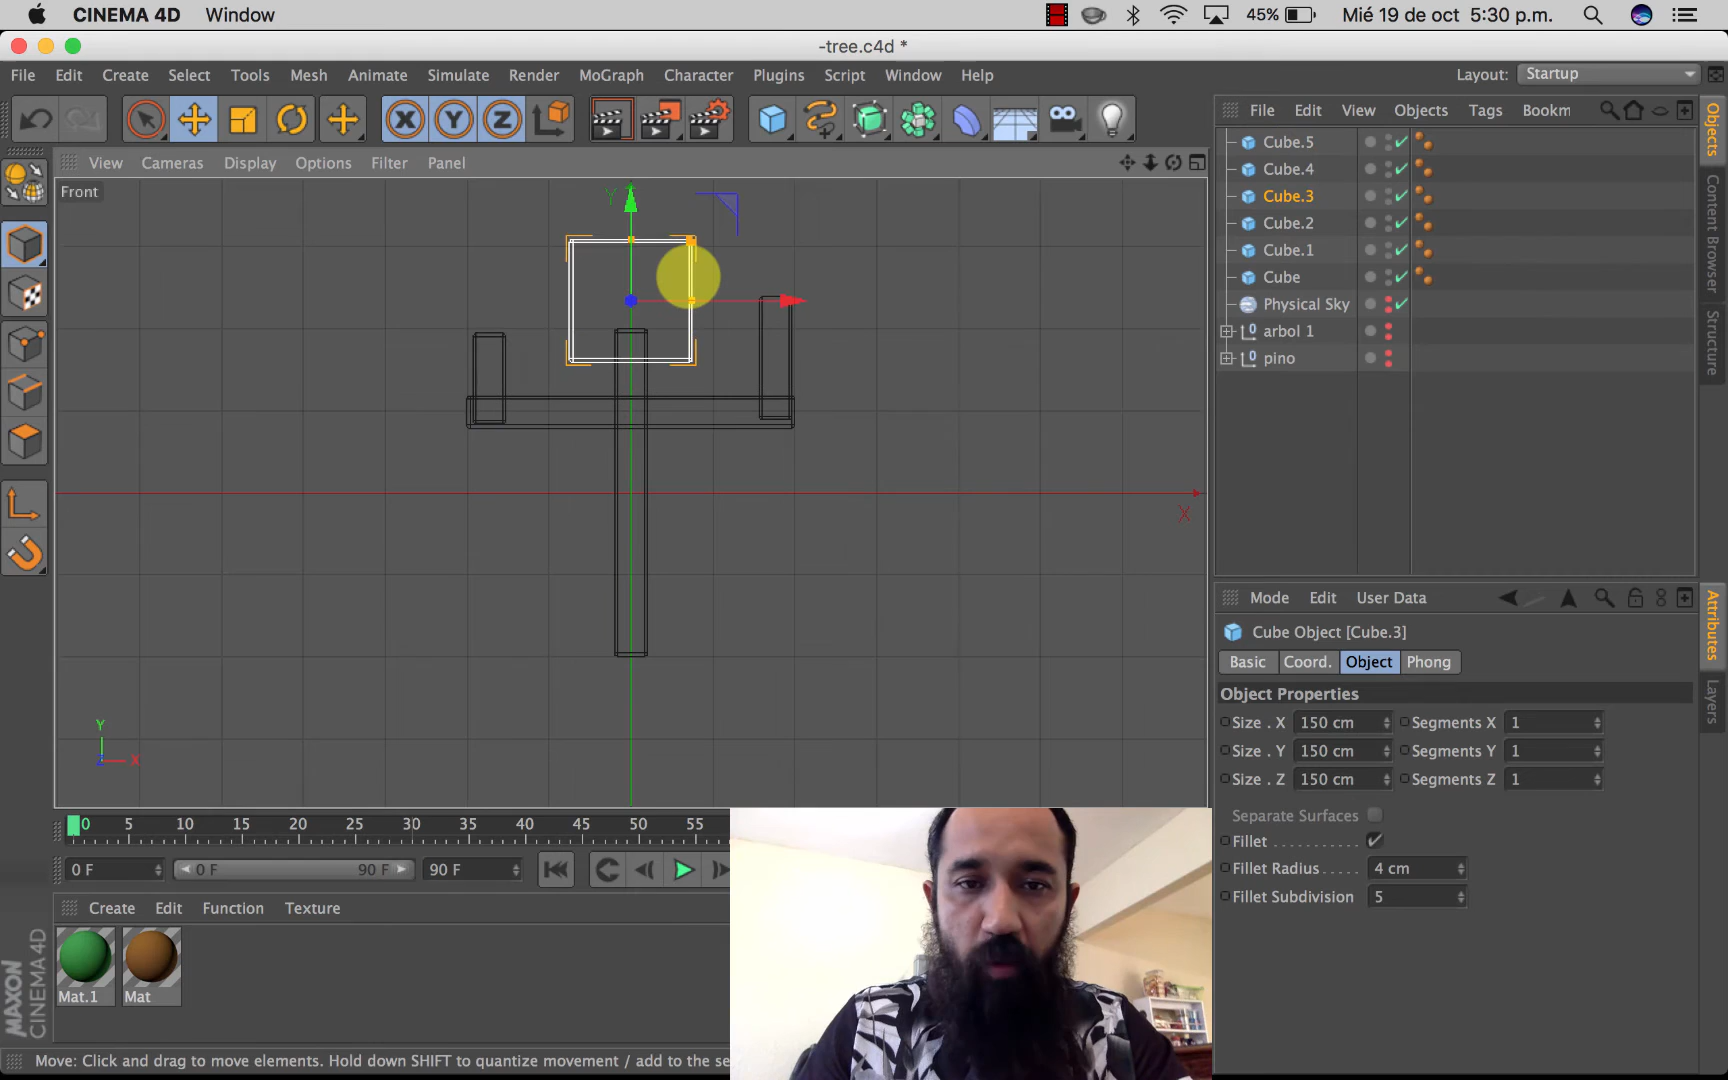 CINEMA 4D Window 45% Mié 19 de oct 5:30 p.m.
-tree.c4d *
File Edit Create Select Tools Mesh Animate Simulate Render MoGraph Character Plugins Script Window Help Layout: Startup
File Edit View Objects Tags Bookm
View Cameras Display Options Filter Panel
Front
Y
X
Y
X
Z
Cube.5
Cube.4
Cube.3
Cube.2
Cube.1
Cube
Physical Sky
arbol 1
pino
Objects
Content Browser
Structure
Mode Edit User Data
Cube Object [Cube.3]
Basic Coord. Object Phong
Object Properties
Size . X 150 cm Segments X 1
Size . Y 150 cm Segments Y 1
Size . Z 150 cm Segments Z 1
Separate Surfaces
Fillet . . . . . . . . . .
Fillet Radius . . . . . 4 cm
Fillet Subdivision 5
Attributes
Layers
0 5 10 15 20 25 30 35 40 45 50 55
0 F 0 F 90 F 90 F
Create Edit Function Texture
Mat.1 Mat
MAXON
CINEMA 4D
Move: Click and drag to move elements. Hold down SHIFT to quantize movement / add to the se